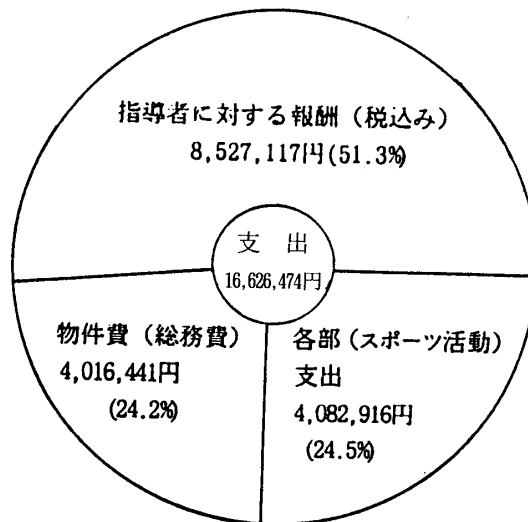 指導者に対する報酬（税込み）
8,527,117円(51.3%)
支 出
16,626,474円
物件費（総務費）
4,016,441円
(24.2%)
各部（スポーツ活動）
支出
4,082,916円
(24.5%)